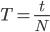 T = t/N